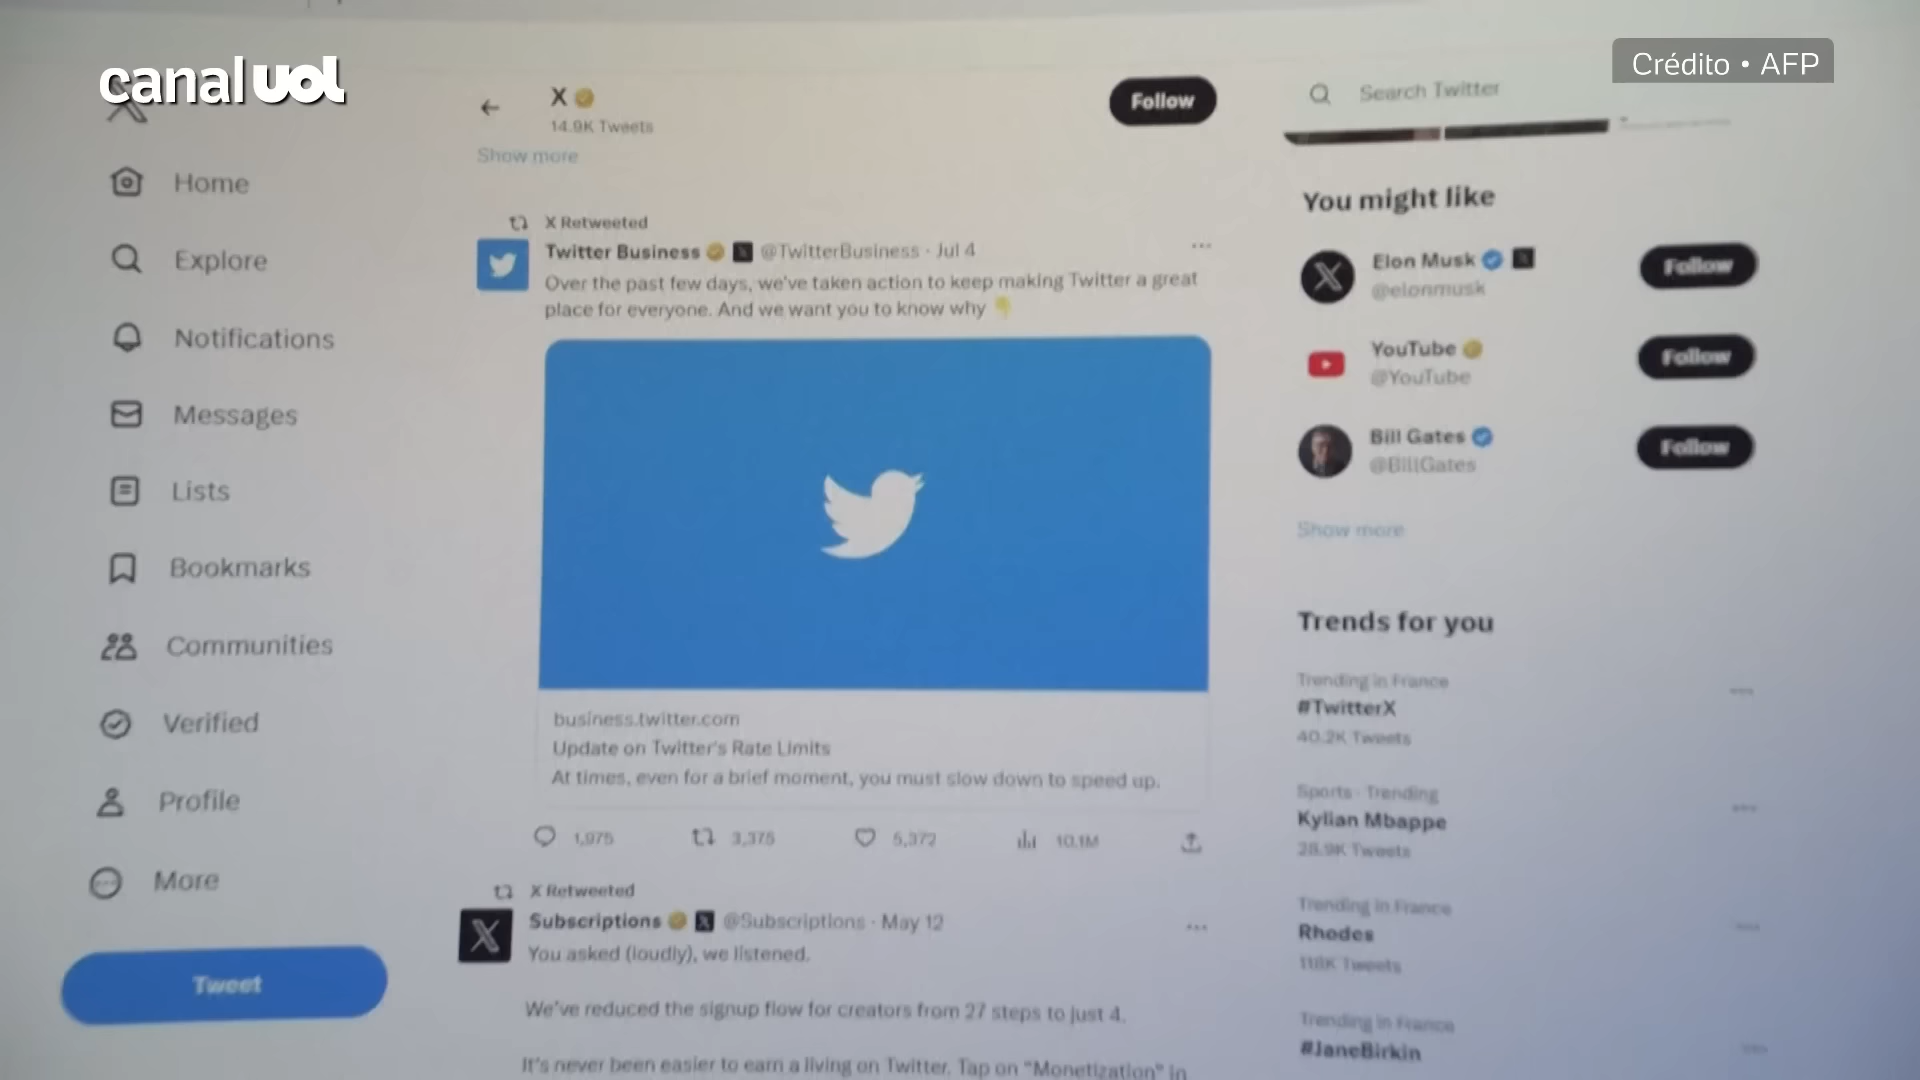 canal uol
Crédito • AFP
X
14.9K Tweets
Follow
Search Twitter
Show more
Home
Explore
Notifications
Messages
Lists
Bookmarks
Communities
Verified
Profile
More
Tweet
X Retweeted
Twitter Business @TwitterBusiness · Jul 4
Over the past few days, we've taken action to keep making Twitter a great
place for everyone. And we want you to know why
business.twitter.com
Update on Twitter's Rate Limits
At times, even for a brief moment, you must slow down to speed up.
1,975 3,375 5,372 10.1M
X Retweeted
Subscriptions @Subscriptions · May 12
You asked (loudly), we listened.
We've reduced the signup flow for creators from 27 steps to just 4.
It's never been easier to earn a living on Twitter. Tap on "Monetization" in
You might like
Elon Musk
@elonmusk
Follow
YouTube
@YouTube
Follow
Bill Gates
@BillGates
Follow
Show more
Trends for you
Trending in France
#TwitterX
40.2K Tweets
Sports · Trending
Kylian Mbappe
28.9K Tweets
Trending in France
Rhodes
118K Tweets
Trending in France
#JaneBirkin